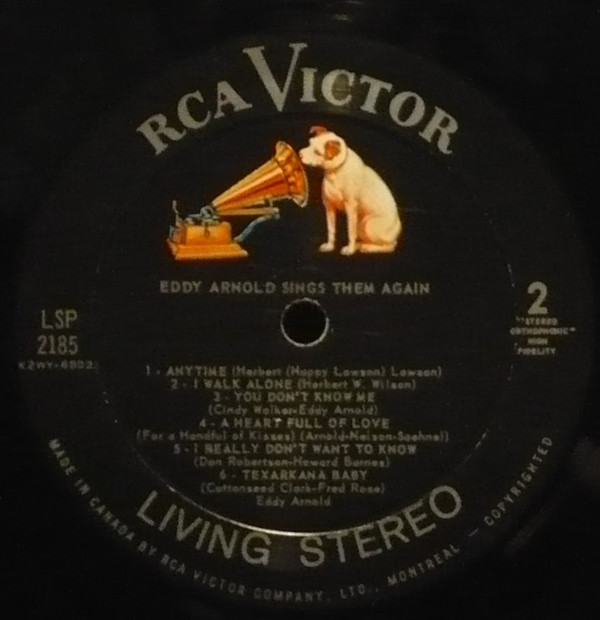 RCA VICTOR
EDDY ARNOLD SINGS THEM AGAIN
LSP
2185
2
"STEREO
ORTHOPHONIC"
HIGH
FIDELITY
1 - ANYTIME (Herbert (Happy Lawson) Lawson)
2 - I WALK ALONE (Herbert W. Wilson)
3 - YOU DON'T KNOW ME
(Cindy Walker-Eddy Arnold)
4 - A HEART FULL OF LOVE
(For a Handful of Kisses) (Arnold-Nelson-Soehnel)
5 - I REALLY DON'T WANT TO KNOW
(Don Robertson-Howard Barnes)
6 - TEXARKANA BABY
(Cottonseed Clark-Fred Rose)
Eddy Arnold
LIVING STEREO
MADE IN CANADA BY RCA VICTOR COMPANY, LTD., MONTREAL — COPYRIGHTED